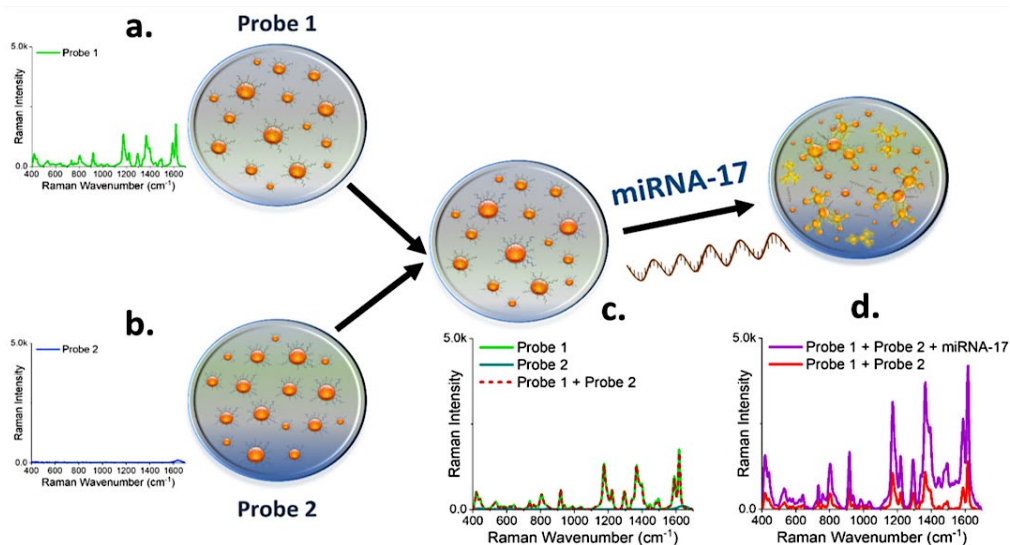 a.
Probe 1
5.0k
Probe 1
Raman Intensity
0.0
400 600 800 1000 1200 1400 1600
Raman Wavenumber (cm⁻¹)
miRNA-17
b.
5.0k
Probe 2
Raman Intensity
0.0
400 600 800 1000 1200 1400 1600
Raman Wavenumber (cm⁻¹)
Probe 2
c.
5.0k
Probe 1
Probe 2
Probe 1 + Probe 2
Raman Intensity
0.0
400 600 800 1000 1200 1400 1600
Raman Wavenumber (cm⁻¹)
d.
5.0k
Probe 1 + Probe 2 + miRNA-17
Probe 1 + Probe 2
Raman Intensity
0.0
400 600 800 1000 1200 1400 1600
Raman Wavenumber (cm⁻¹)